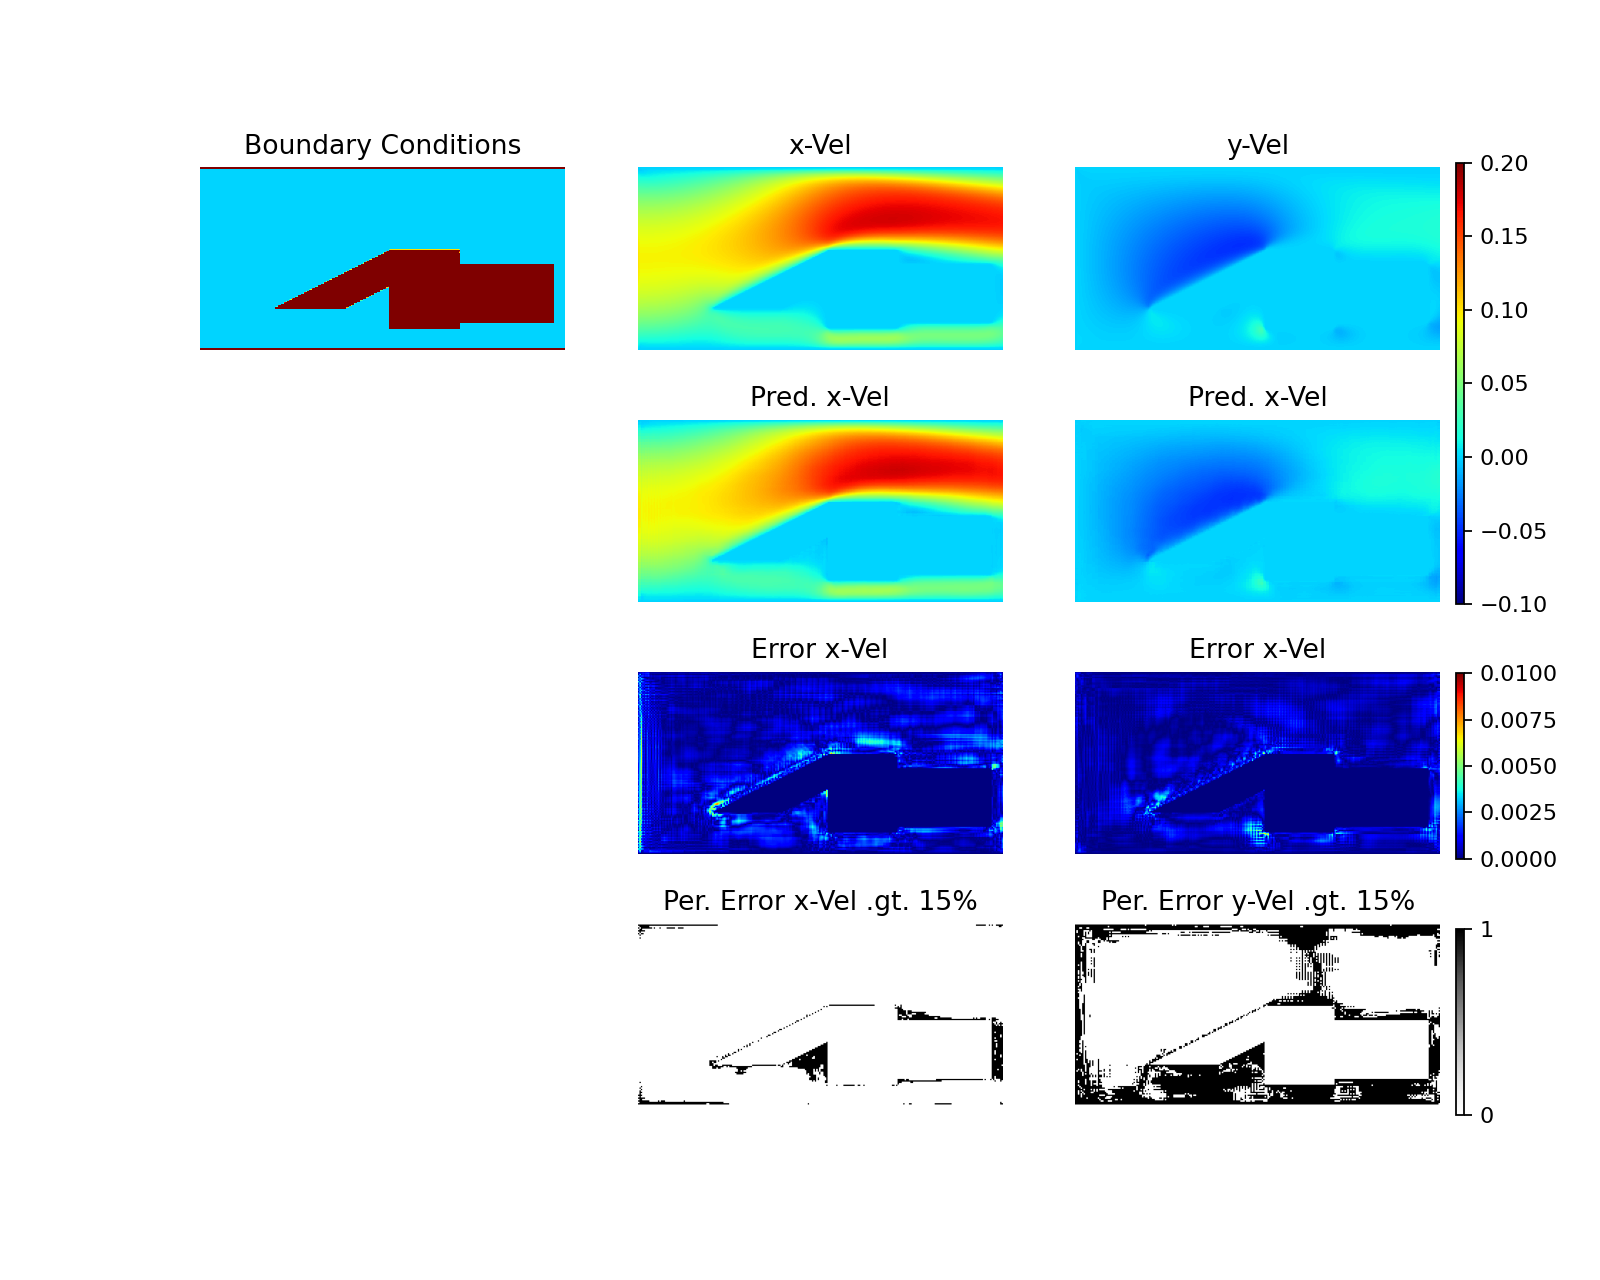 Boundary Conditions
x-Vel
y-Vel
0.20
0.15
0.10
0.05
0.00
−0.05
−0.10
Pred. x-Vel
Pred. x-Vel
Error x-Vel
Error x-Vel
0.0100
0.0075
0.0050
0.0025
0.0000
Per. Error x-Vel .gt. 15%
Per. Error y-Vel .gt. 15%
1
0